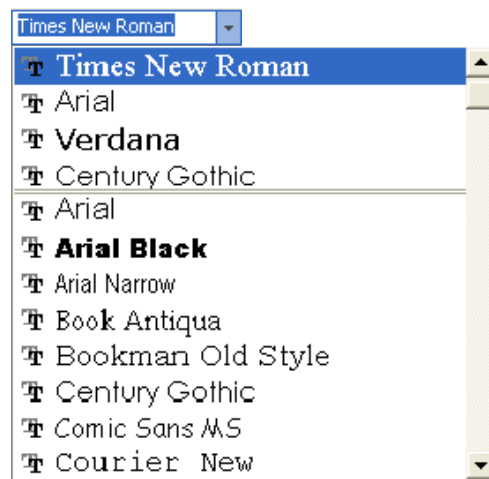 Times New Roman
Times New Roman
Arial
Verdana
Century Gothic
Arial
Arial Black
Arial Narrow
Book Antiqua
Bookman Old Style
Century Gothic
Comic Sans MS
Courier New